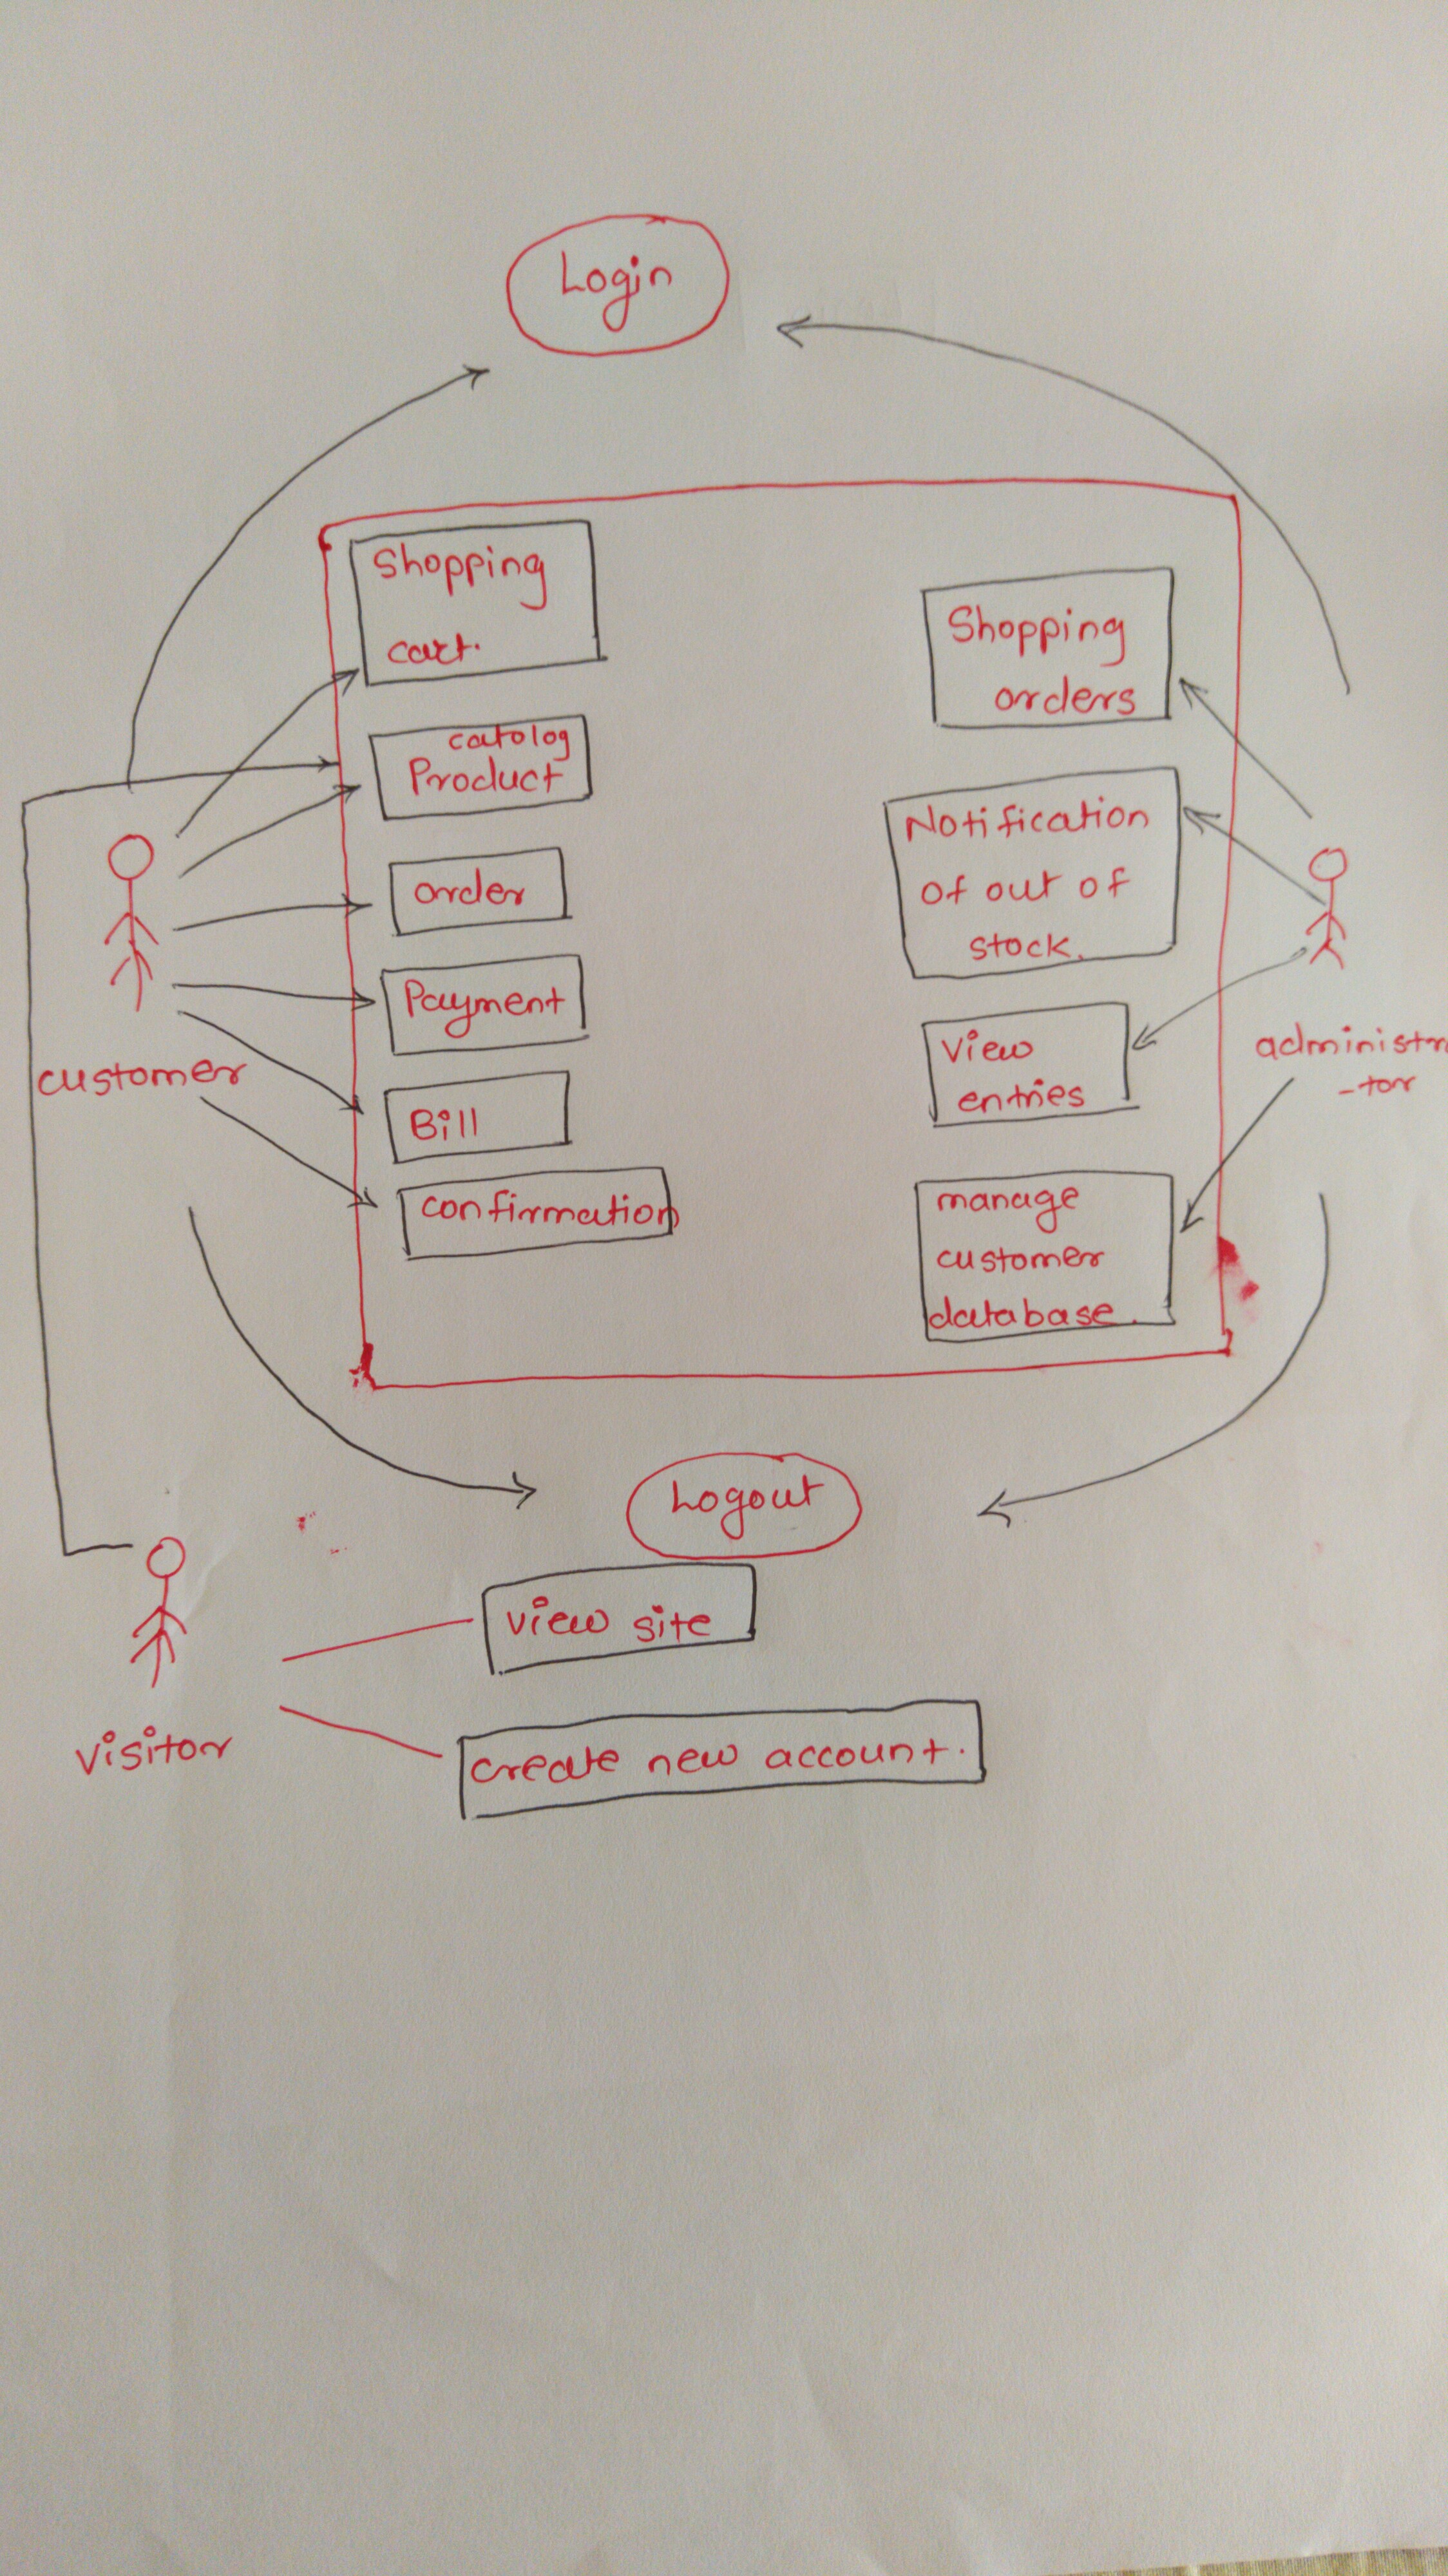 Login
Shopping
cart.
catolog
Product
order
Payment
Bill
confirmation
customer
Shopping
orders
Notification
of out of
stock.
View
entries
manage
customer
database.
administra
-tor
Logout
view site
create new account.
visitor